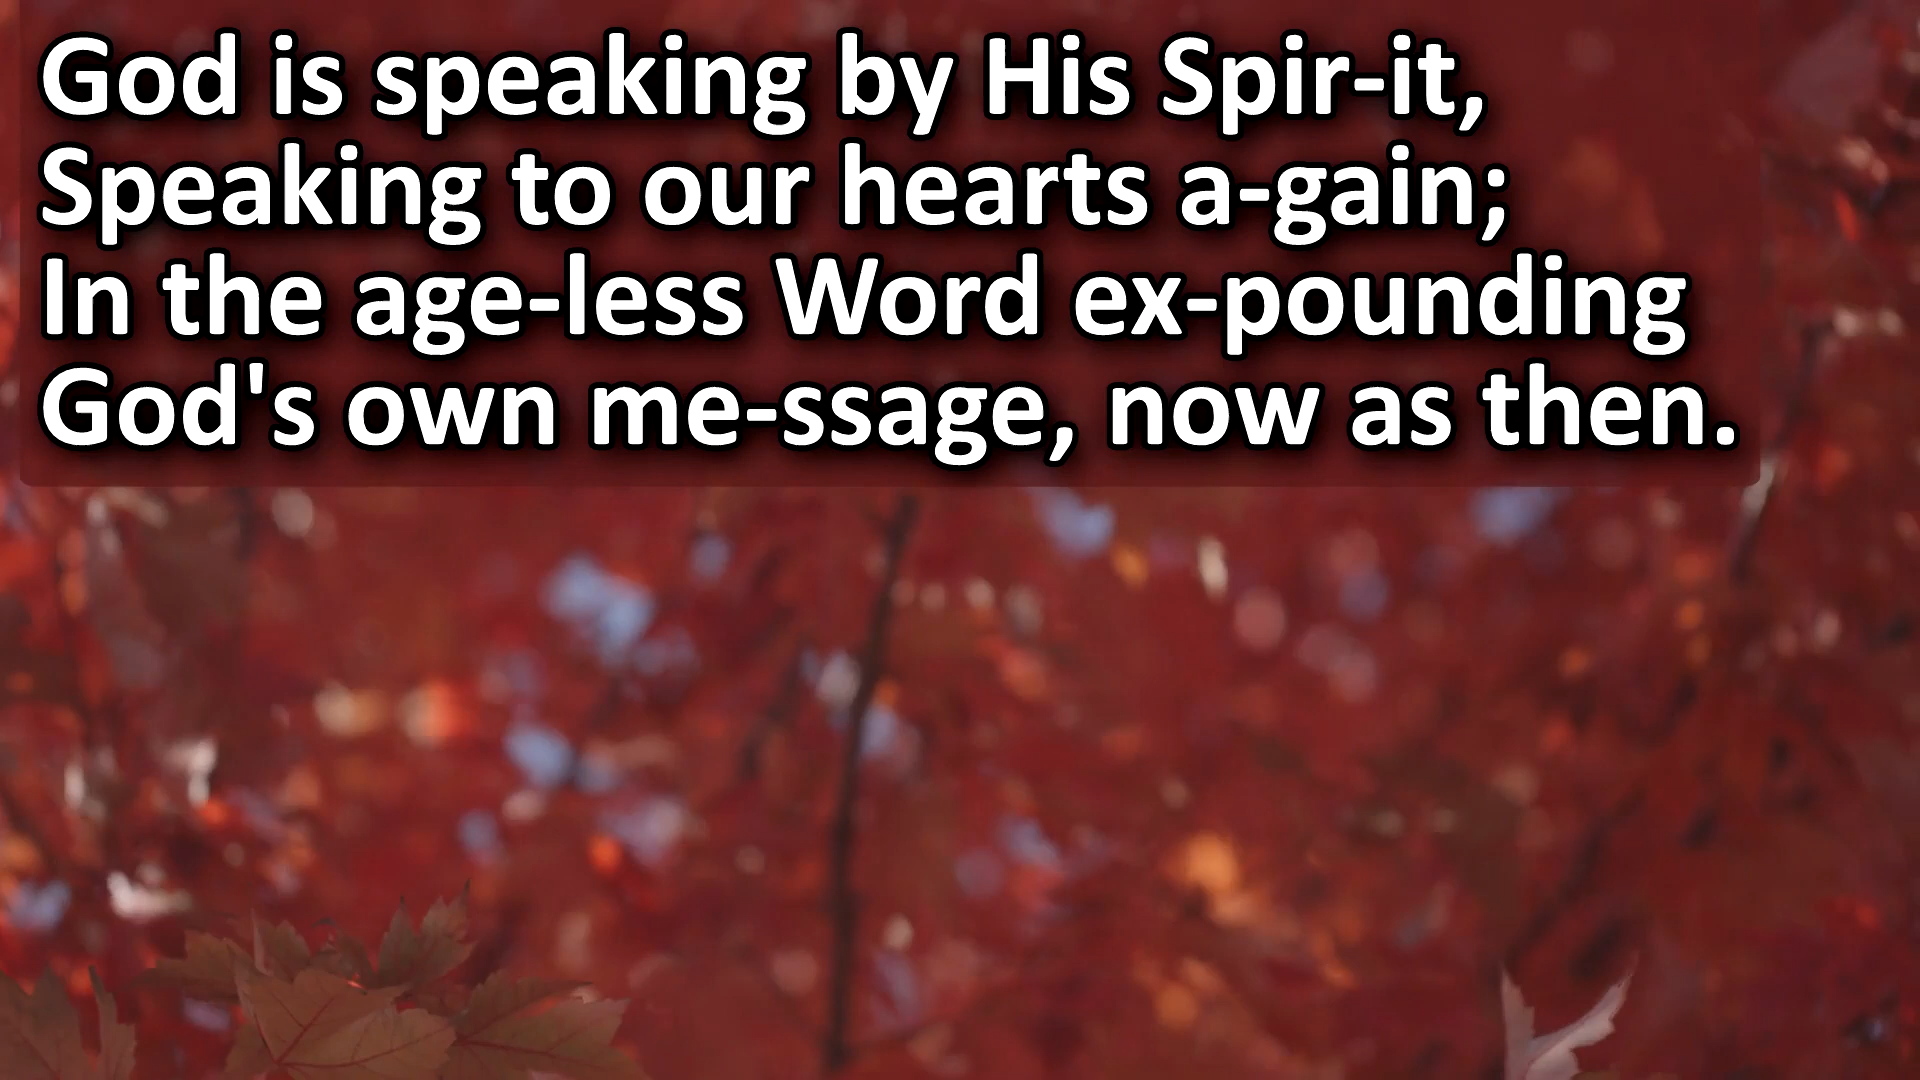 God is speaking by His Spir-it,
Speaking to our hearts a-gain;
In the age-less Word ex-pounding
God's own me-ssage, now as then.